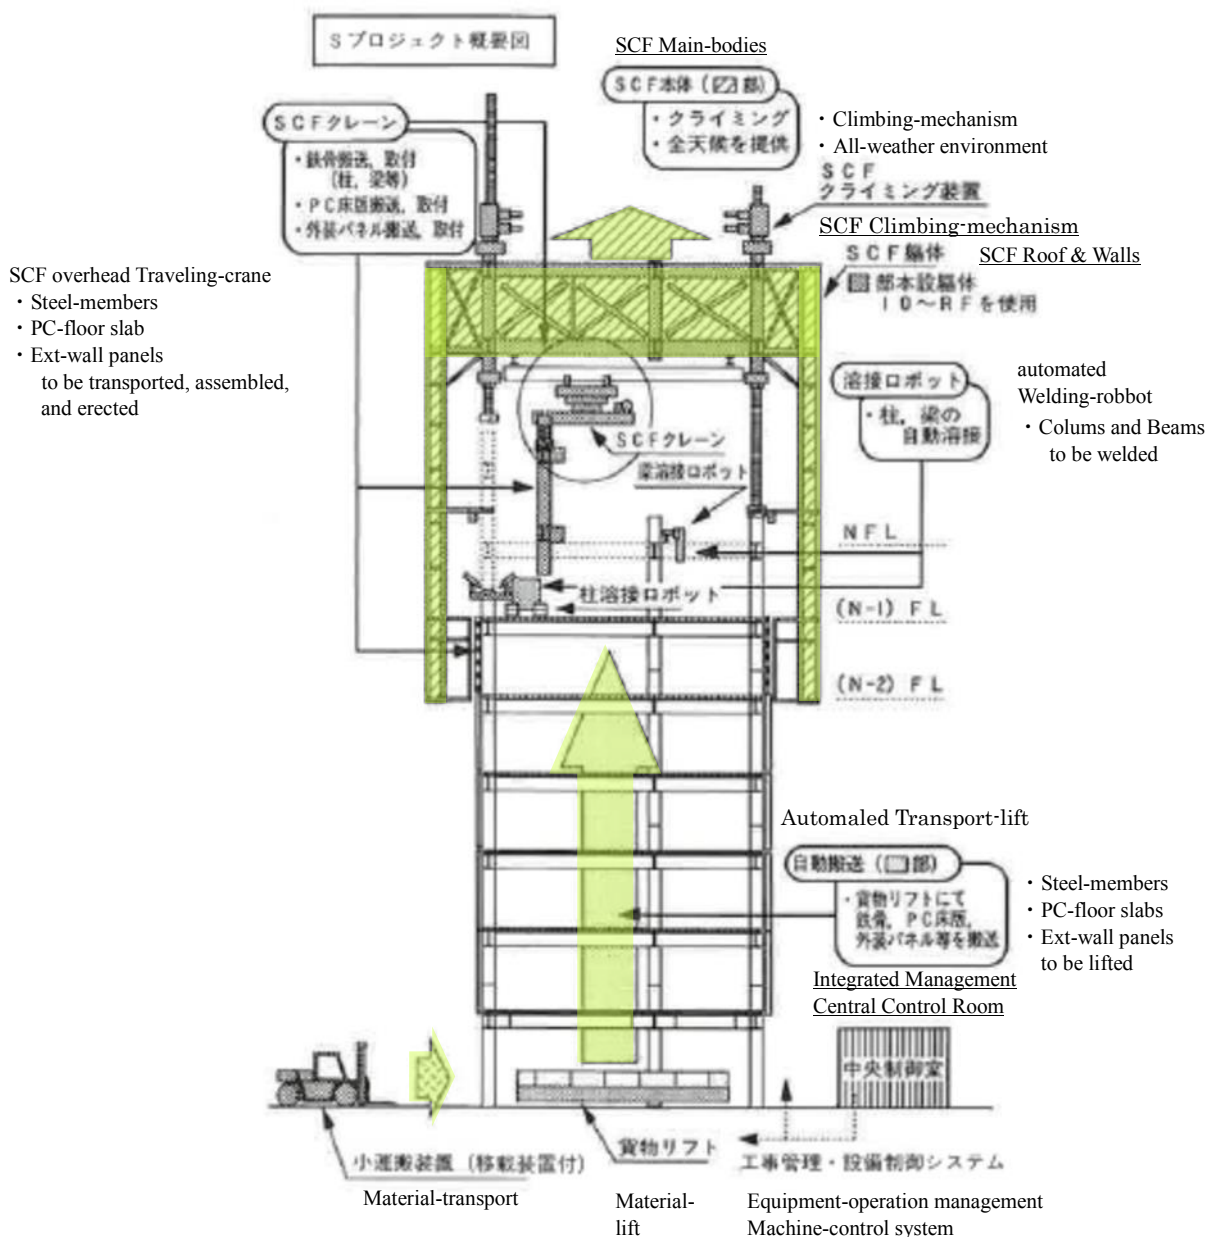 Sプロジェクト概要図
SCF Main-bodies
SCF本体(部)
・クライミング
・全天候を提供
・Climbing-mechanism
・All-weather environment
SCFクレーン
・鉄骨搬送,取付
(柱,梁等)
・PC床版搬送,取付
・外装パネル搬送,取付
SCF
クライミング装置
SCF Climbing-mechanism
SCF躯体
SCF Roof & Walls
部本設躯体
10〜RFを使用
SCF overhead Traveling-crane
・Steel-members
・PC-floor slab
・Ext-wall panels
to be transported, assembled,
and erected
溶接ロボット
・柱,梁の
自動溶接
automated
Welding-robbot
・Colums and Beams
to be welded
SCFクレーン
梁溶接ロボット
NFL
柱溶接ロボット
(N-1) FL
(N-2) FL
Automaled Transport-lift
自動搬送(部)
・貨物リフトにて
鉄骨,PC床版,
外装パネル等を搬送
・Steel-members
・PC-floor slabs
・Ext-wall panels
to be lifted
Integrated Management
Central Control Room
中央制御室
小運搬装置(移載装置付)
貨物リフト
工事管理・設備制御システム
Material-transport
Material-
lift
Equipment-operation management
Machine-control system